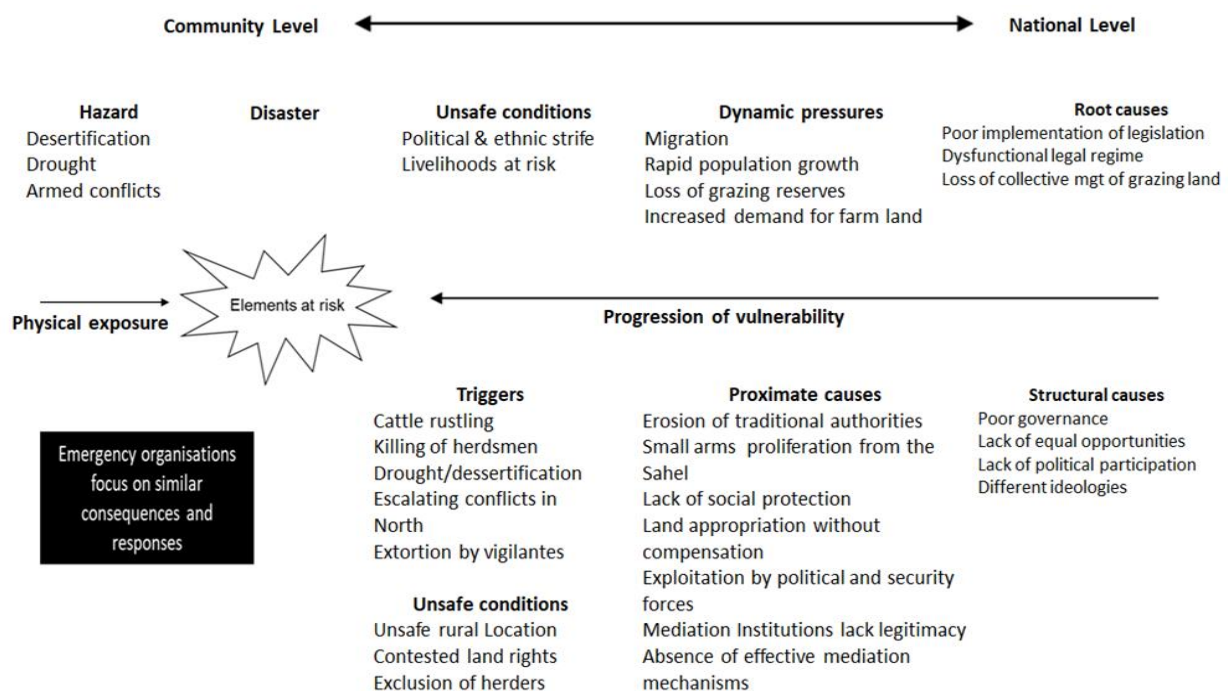 Community Level
National Level
Hazard
Desertification
Drought
Armed conflicts
Disaster
Unsafe conditions
Political & ethnic strife
Livelihoods at risk
Dynamic pressures
Migration
Rapid population growth
Loss of grazing reserves
Increased demand for farm land
Root causes
Poor implementation of legislation
Dysfunctional legal regime
Loss of collective mgt of grazing land
Physical exposure
Elements at risk
Progression of vulnerability
Emergency organisations
focus on similar
consequences and
responses
Triggers
Cattle rustling
Killing of herdsmen
Drought/dessertification
Escalating conflicts in
North
Extortion by vigilantes
Unsafe conditions
Unsafe rural Location
Contested land rights
Exclusion of herders
Proximate causes
Erosion of traditional authorities
Small arms proliferation from the
Sahel
Lack of social protection
Land appropriation without
compensation
Exploitation by political and security
forces
Mediation Institutions lack legitimacy
Absence of effective mediation
mechanisms
Structural causes
Poor governance
Lack of equal opportunities
Lack of political participation
Different ideologies